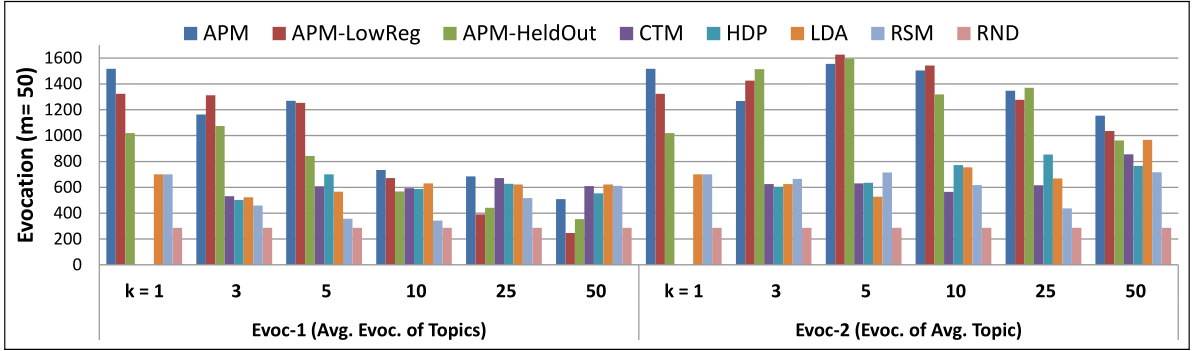 APM APM-LowReg APM-HeldOut CTM HDP LDA RSM RND
Evocation (m= 50)
1600
1400
1200
1000
800
600
400
200
0
k = 1 3 5 10 25 50 k = 1 3 5 10 25 50
Evoc-1 (Avg. Evoc. of Topics) Evoc-2 (Evoc. of Avg. Topic)